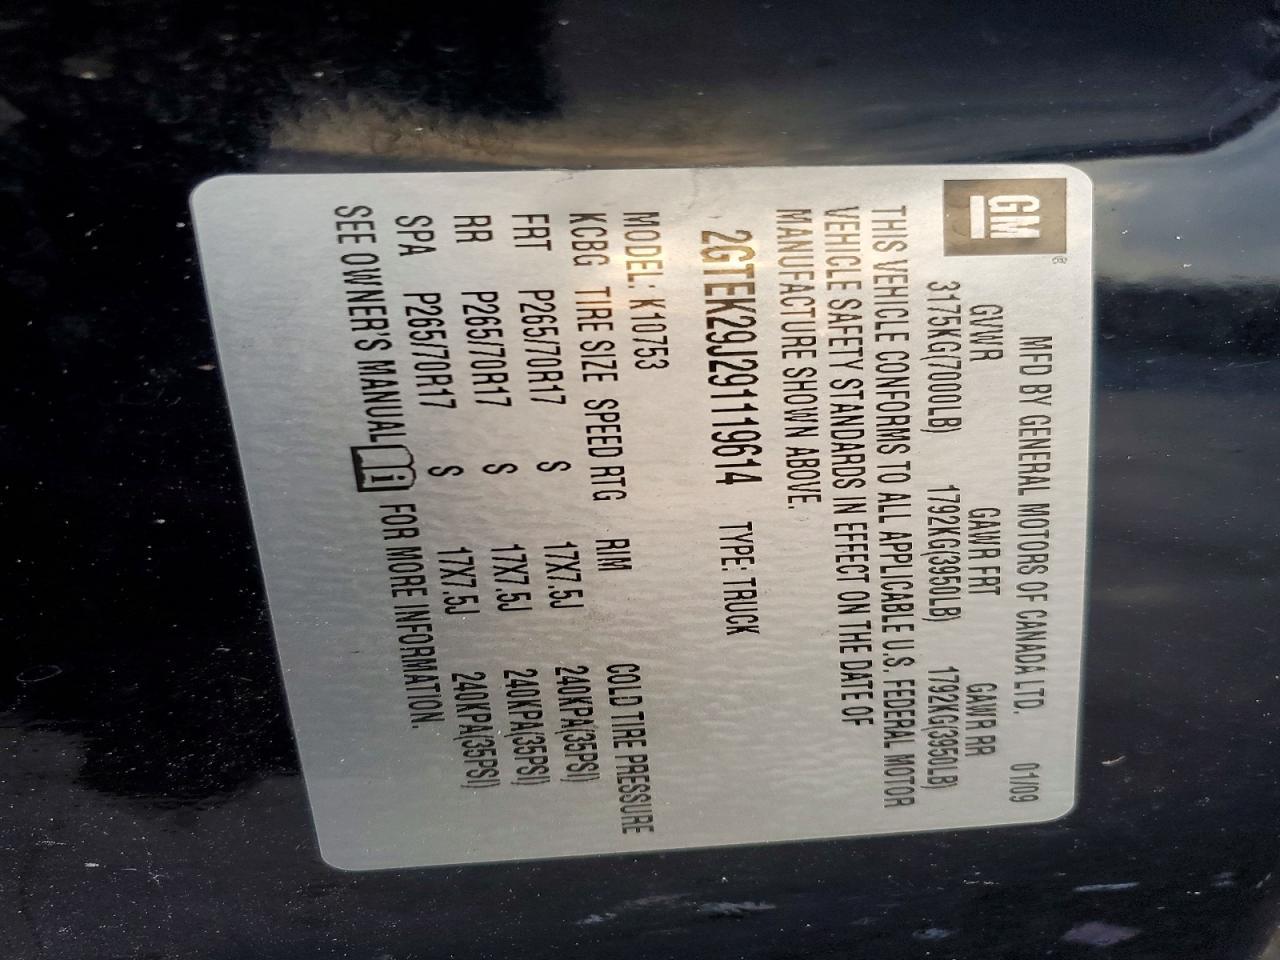 GM®
MFD BY GENERAL MOTORS OF CANADA LTD. 01/09
GVWR GAWR FRT GAWR RR
3175KG(7000LB) 1792KG(3950LB) 1792KG(3950LB)
THIS VEHICLE CONFORMS TO ALL APPLICABLE U.S. FEDERAL MOTOR
VEHICLE SAFETY STANDARDS IN EFFECT ON THE DATE OF
MANUFACTURE SHOWN ABOVE.
2GTEK29J291119614 TYPE: TRUCK
MODEL: K10753
KCBG TIRE SIZE SPEED RTG RIM COLD TIRE PRESSURE
FRT P265/70R17 S 17X7.5J 240KPA(35PSI)
RR P265/70R17 S 17X7.5J 240KPA(35PSI)
SPA P265/70R17 S 17X7.5J 240KPA(35PSI)
SEE OWNER'S MANUAL i FOR MORE INFORMATION.